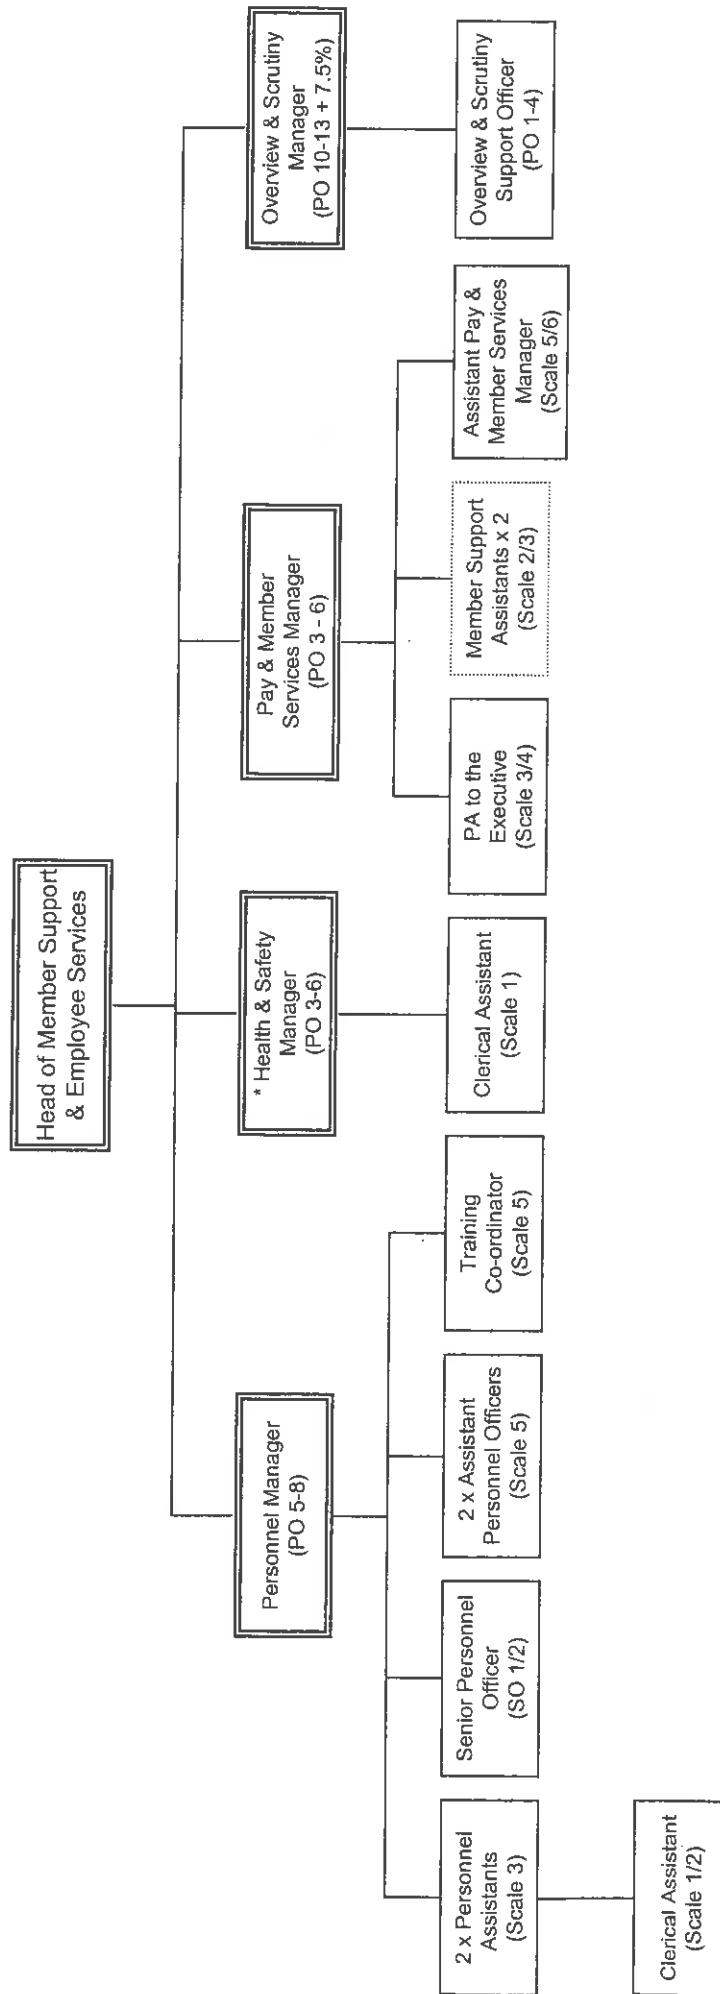 Head of Member Support
& Employee Services
Personnel Manager
(PO 5-8)
* Health & Safety
Manager
(PO 3-6)
Pay & Member
Services Manager
(PO 3 - 6)
Overview & Scrutiny
Manager
(PO 10-13 + 7.5%)
2 x Personnel
Assistants
(Scale 3)
Senior Personnel
Officer
(SO 1/2)
2 x Assistant
Personnel Officers
(Scale 5)
Training
Co-ordinator
(Scale 5)
Clerical Assistant
(Scale 1)
PA to the
Executive
(Scale 3/4)
Member Support
Assistants x 2
(Scale 2/3)
Assistant Pay &
Member Services
Manager
(Scale 5/6)
Overview & Scrutiny
Support Officer
(PO 1-4)
Clerical Assistant
(Scale 1/2)